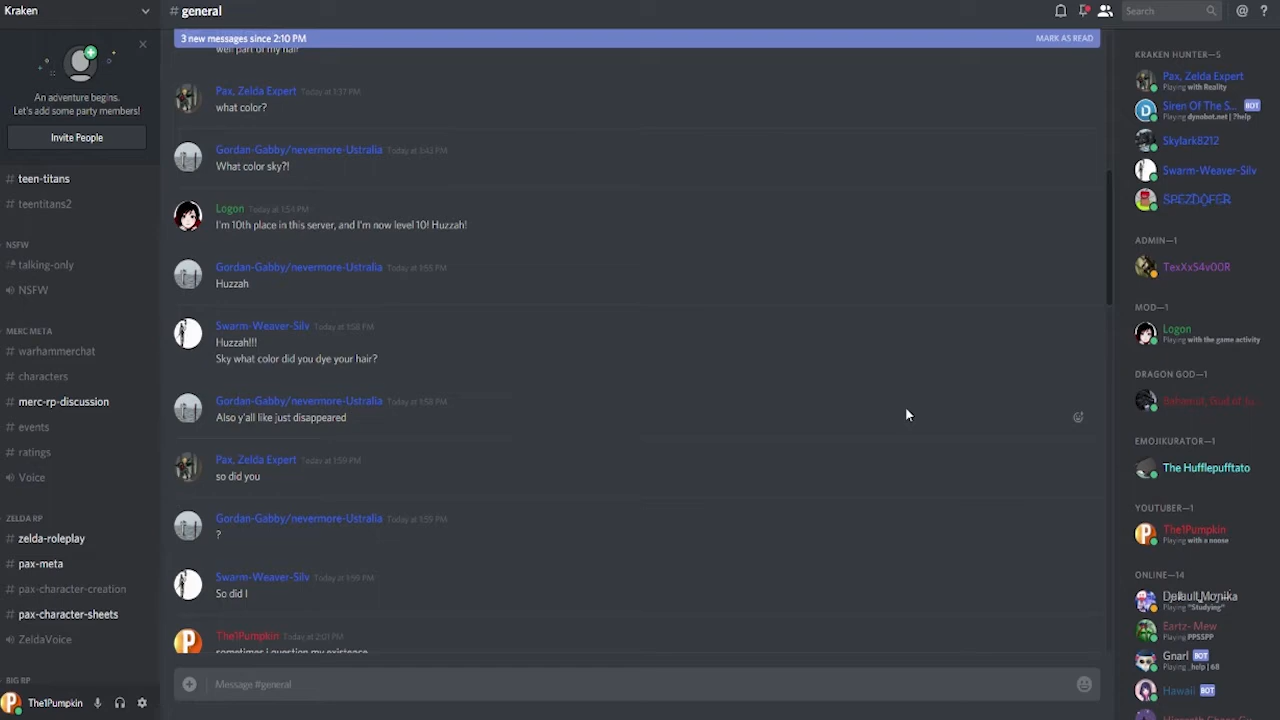 Kraken
# general
Search
3 new messages since 2:10 PM
MARK AS READ
An adventure begins.
Let's add some party members!
Invite People
# teen-titans
# teentitans2
NSFW
talking-only
NSFW
MERC META
# warhammerchat
# characters
# merc-rp-discussion
# events
# ratings
Voice
ZELDA RP
# zelda-roleplay
# pax-meta
# pax-character-creation
# pax-character-sheets
ZeldaVoice
BIG RP
The1Pumpkin
well part of my hair
Pax, Zelda Expert Today at 1:37 PM
what color?
Gordan-Gabby/nevermore-Ustralia Today at 1:43 PM
What color sky?!
Logon Today at 1:54 PM
I'm 10th place in this server, and I'm now level 10! Huzzah!
Gordan-Gabby/nevermore-Ustralia Today at 1:55 PM
Huzzah
Swarm-Weaver-Silv Today at 1:58 PM
Huzzah!!!
Sky what color did you dye your hair?
Gordan-Gabby/nevermore-Ustralia Today at 1:58 PM
Also y'all like just disappeared
Pax, Zelda Expert Today at 1:59 PM
so did you
Gordan-Gabby/nevermore-Ustralia Today at 1:59 PM
?
Swarm-Weaver-Silv Today at 1:59 PM
So did I
The1Pumpkin Today at 2:01 PM
sometimes i question my existence
Message #general
KRAKEN HUNTER—5
Pax, Zelda Expert
Playing with Reality
Siren Of The S... BOT
Playing dynobot.net | ?help
Skylark8212
Swarm-Weaver-Silv
ADMIN—1
TexXxS4v00R
MOD—1
Logon
Playing with the game activity
DRAGON GOD—1
Bahamut, God of Ju...
EMOJIKURATOR—1
The Hufflepufftato
YOUTUBER—1
The1Pumpkin
Playing with a noose
ONLINE—14
Default Monika
Playing "Studying"
Eartz- Mew
Playing PPSSPP
Gnarl BOT
Playing _help | 68
Hawaii BOT